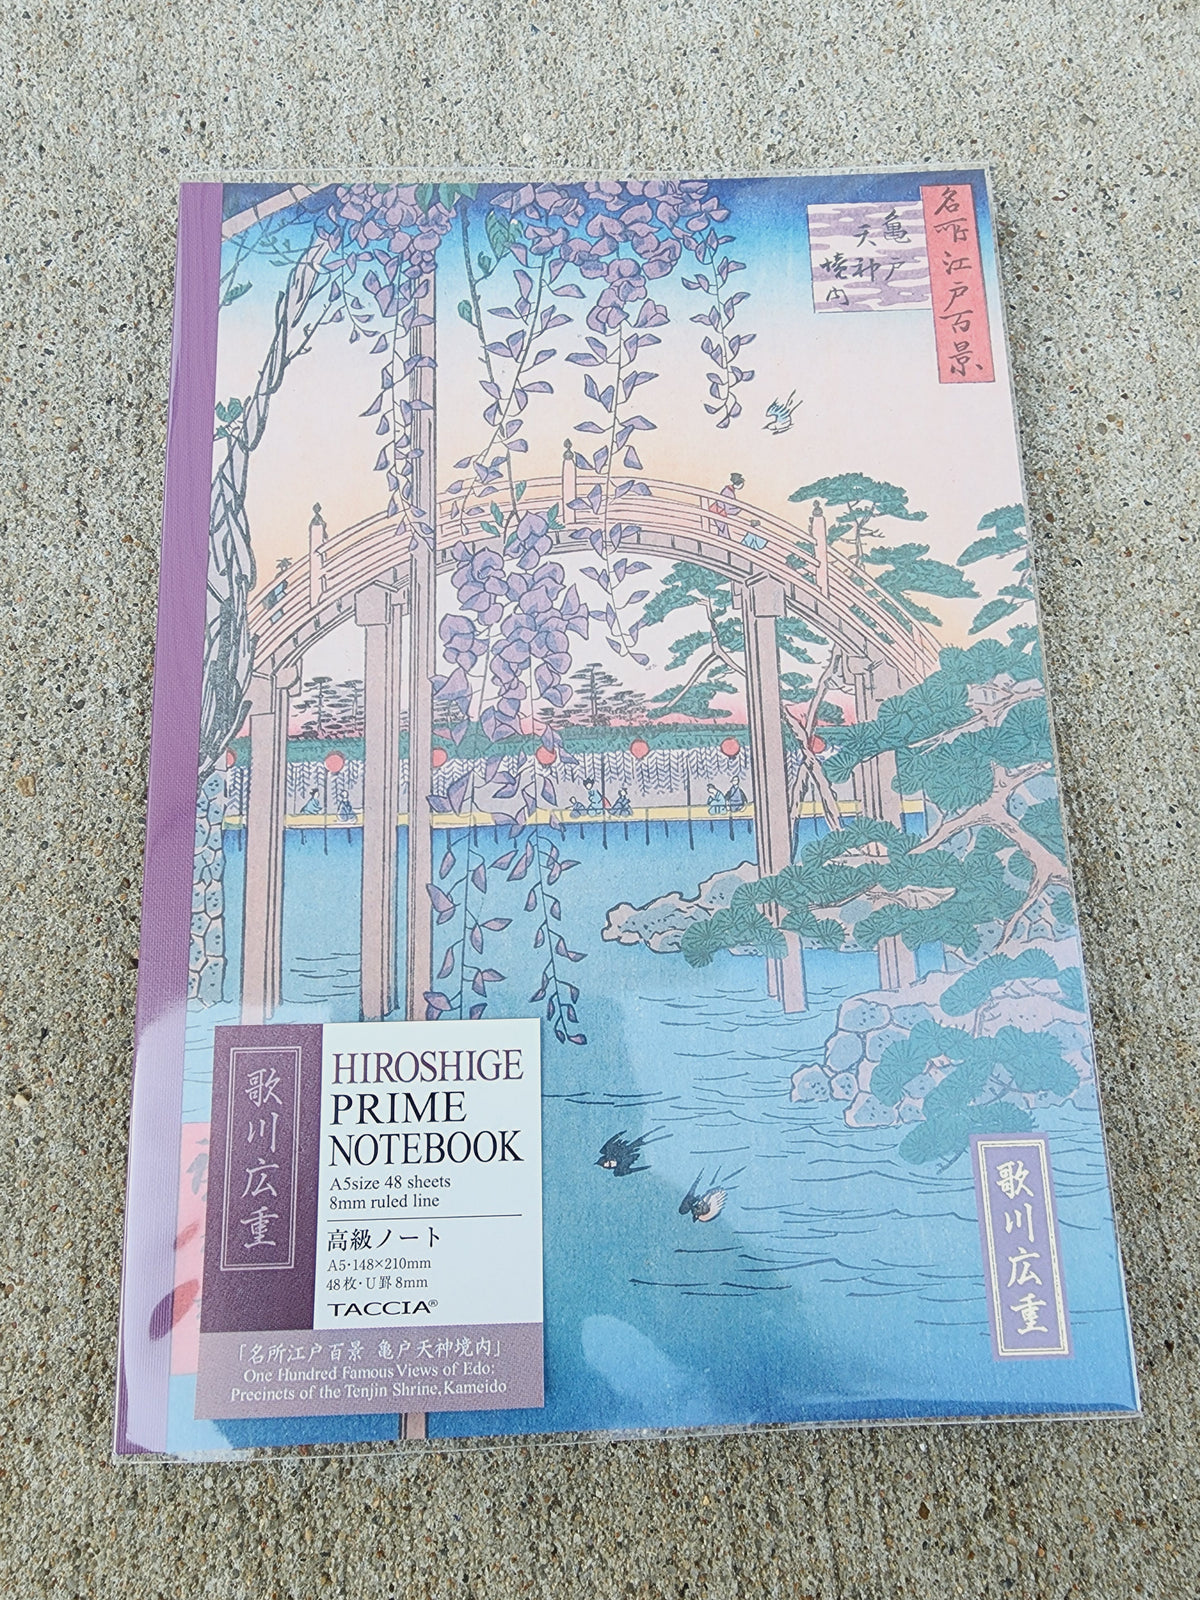 名所江戸百景
亀戸
天神
境内
歌川広重
HIROSHIGE
PRIME
NOTEBOOK
A5size 48 sheets
8mm ruled line
高級ノート
A5･148×210mm
48枚･U罫8mm
TACCIA®
「名所江戸百景 亀戸天神境内」
One Hundred Famous Views of Edo:
Precincts of the Tenjin Shrine, Kameido
歌川広重